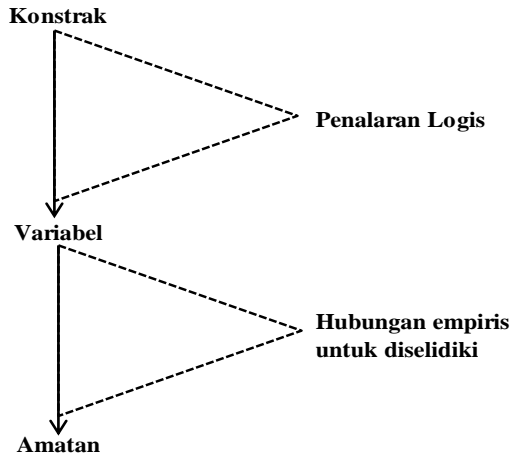 Konstrak
Penalaran Logis
Variabel
Hubungan empiris
untuk diselidiki
Amatan